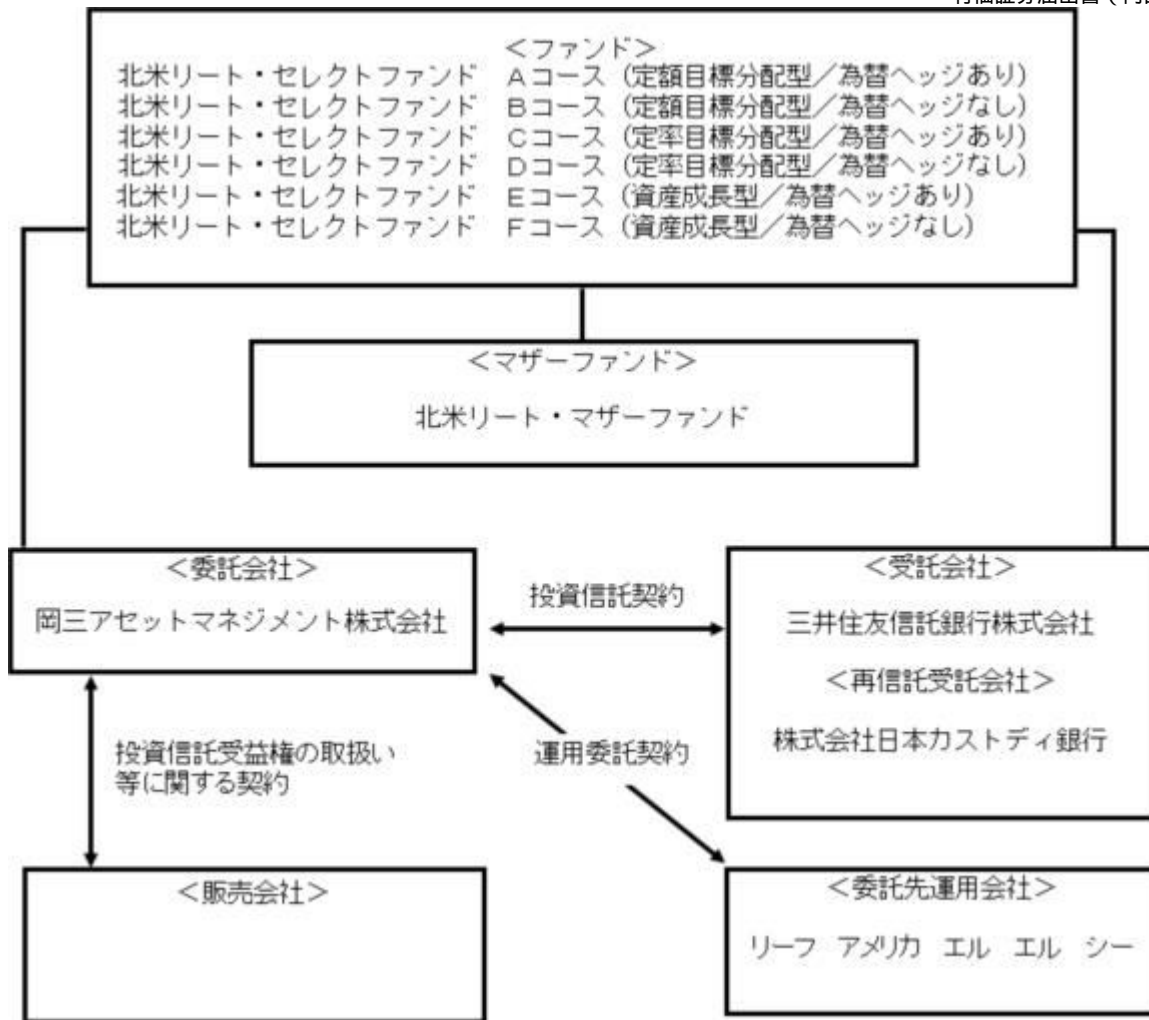 ＜ファンド＞
北米リート・セレクトファンド　Ａコース（定額目標分配型／為替ヘッジあり）
北米リート・セレクトファンド　Ｂコース（定額目標分配型／為替ヘッジなし）
北米リート・セレクトファンド　Ｃコース（定率目標分配型／為替ヘッジあり）
北米リート・セレクトファンド　Ｄコース（定率目標分配型／為替ヘッジなし）
北米リート・セレクトファンド　Ｅコース（資産成長型／為替ヘッジあり）
北米リート・セレクトファンド　Ｆコース（資産成長型／為替ヘッジなし）
＜マザーファンド＞
北米リート・マザーファンド
＜委託会社＞
岡三アセットマネジメント株式会社
投資信託契約
＜受託会社＞
三井住友信託銀行株式会社
＜再信託受託会社＞
株式会社日本カストディ銀行
投資信託受益権の取扱い
等に関する契約
運用委託契約
＜販売会社＞
＜委託先運用会社＞
リーフ　アメリカ　エル　エル　シー